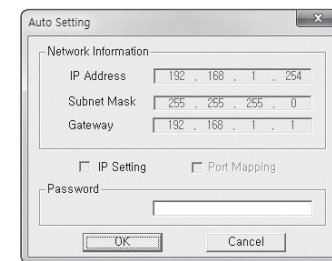 Auto Setting
Network Information
IP Address 192 . 168 . 1 . 254
Subnet Mask 255 . 255 . 255 . 0
Gateway 192 . 168 . 1 . 1
IP Setting Port Mapping
Password
OK Cancel